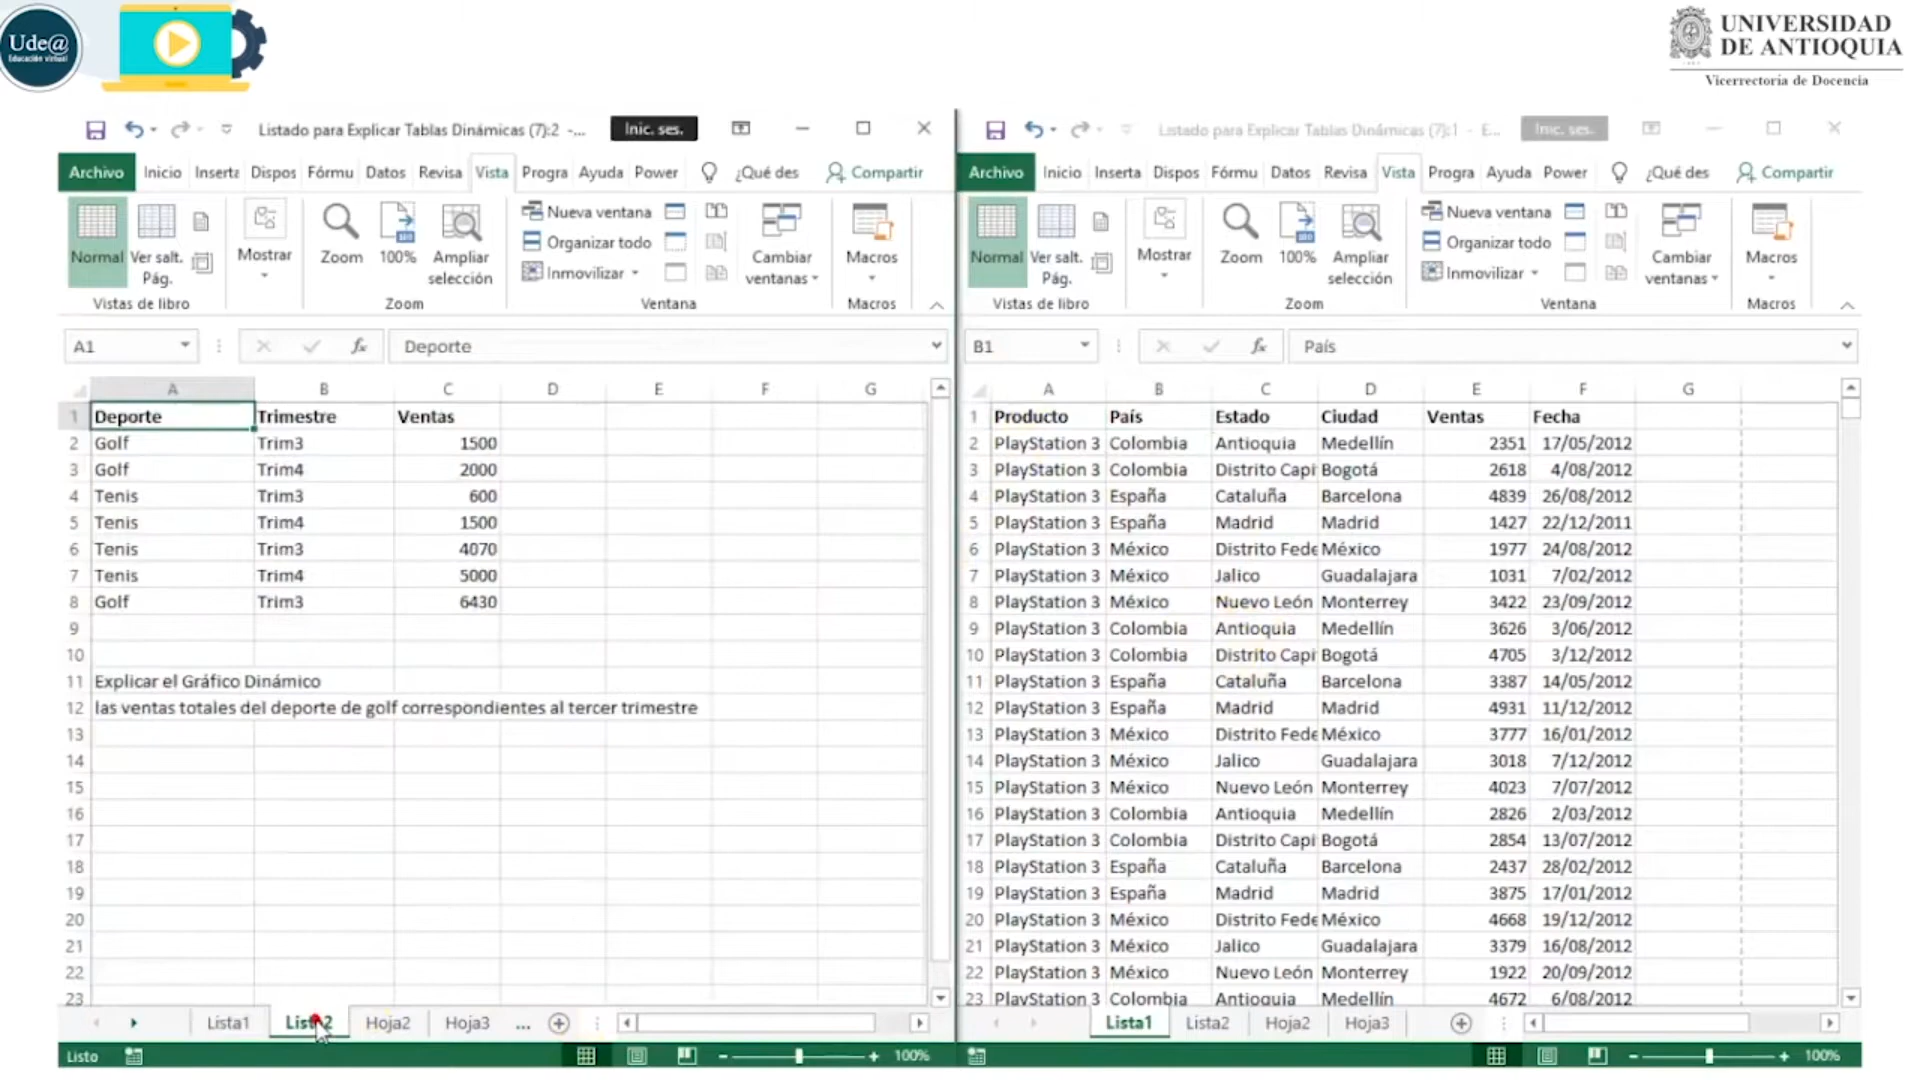 Ude@
Educación virtual
UNIVERSIDAD
DE ANTIOQUIA
Vicerrectoría de Docencia
Listado para Explicar Tablas Dinámicas (7):2 -...
Inic. ses.
Archivo Inicio Inserta Dispos Fórmu Datos Revisa Vista Progra Ayuda Power ¿Qué des Compartir
Normal Ver salt. Pág. Mostrar Zoom 100% Ampliar selección Nueva ventana Organizar todo Inmovilizar Cambiar ventanas Macros
Vistas de libro Zoom Ventana Macros
A1 fx Deporte
A B C D E F G
1 Deporte Trimestre Ventas
2 Golf Trim3 1500
3 Golf Trim4 2000
4 Tenis Trim3 600
5 Tenis Trim4 1500
6 Tenis Trim3 4070
7 Tenis Trim4 5000
8 Golf Trim3 6430
9
10
11 Explicar el Gráfico Dinámico
12 las ventas totales del deporte de golf correspondientes al tercer trimestre
13
14
15
16
17
18
19
20
21
22
23
Lista1 Lista2 Hoja2 Hoja3 ...
Listo 100%
Listado para Explicar Tablas Dinámicas (7):1 - E...
Inic. ses.
Archivo Inicio Inserta Dispos Fórmu Datos Revisa Vista Progra Ayuda Power ¿Qué des Compartir
Normal Ver salt. Pág. Mostrar Zoom 100% Ampliar selección Nueva ventana Organizar todo Inmovilizar Cambiar ventanas Macros
Vistas de libro Zoom Ventana Macros
B1 fx País
A B C D E F G
1 Producto País Estado Ciudad Ventas Fecha
2 PlayStation 3 Colombia Antioquia Medellín 2351 17/05/2012
3 PlayStation 3 Colombia Distrito Capi Bogotá 2618 4/08/2012
4 PlayStation 3 España Cataluña Barcelona 4839 26/08/2012
5 PlayStation 3 España Madrid Madrid 1427 22/12/2011
6 PlayStation 3 México Distrito Fede México 1977 24/08/2012
7 PlayStation 3 México Jalico Guadalajara 1031 7/02/2012
8 PlayStation 3 México Nuevo León Monterrey 3422 23/09/2012
9 PlayStation 3 Colombia Antioquia Medellín 3626 3/06/2012
10 PlayStation 3 Colombia Distrito Capi Bogotá 4705 3/12/2012
11 PlayStation 3 España Cataluña Barcelona 3387 14/05/2012
12 PlayStation 3 España Madrid Madrid 4931 11/12/2012
13 PlayStation 3 México Distrito Fede México 3777 16/01/2012
14 PlayStation 3 México Jalico Guadalajara 3018 7/12/2012
15 PlayStation 3 México Nuevo León Monterrey 4023 7/07/2012
16 PlayStation 3 Colombia Antioquia Medellín 2826 2/03/2012
17 PlayStation 3 Colombia Distrito Capi Bogotá 2854 13/07/2012
18 PlayStation 3 España Cataluña Barcelona 2437 28/02/2012
19 PlayStation 3 España Madrid Madrid 3875 17/01/2012
20 PlayStation 3 México Distrito Fede México 4668 19/12/2012
21 PlayStation 3 México Jalico Guadalajara 3379 16/08/2012
22 PlayStation 3 México Nuevo León Monterrey 1922 20/09/2012
23 PlayStation 3 Colombia Antioquia Medellín 4672 6/08/2012
Lista1 Lista2 Hoja2 Hoja3
100%